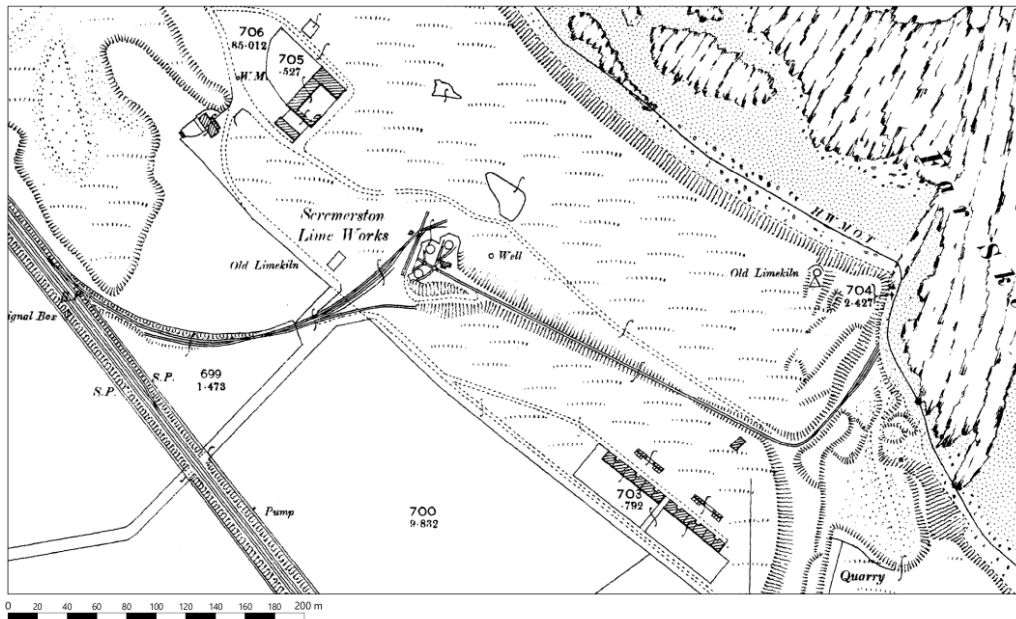 706
85·012
705
·527
W.M.
Scremerston
Lime Works
Old Limekiln
Well
H.W.M.O.T.
Old Limekiln
704
2·427
S.P.
ignal Box
699
1·473
S.P.
S.P.
703
·792
700
9·832
Pump
Quarry
0 20 40 60 80 100 120 140 160 180 200 m